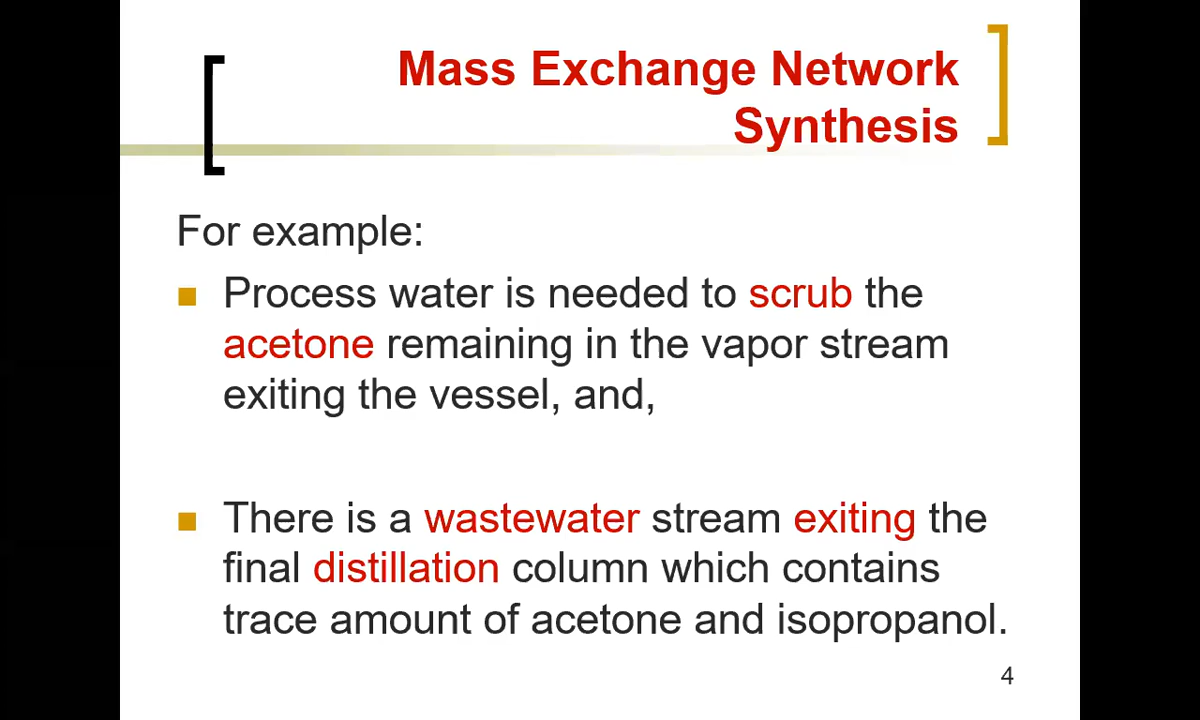 Mass Exchange Network
Synthesis
For example:
Process water is needed to scrub the
acetone remaining in the vapor stream
exiting the vessel, and,
There is a wastewater stream exiting the
final distillation column which contains
trace amount of acetone and isopropanol.
4